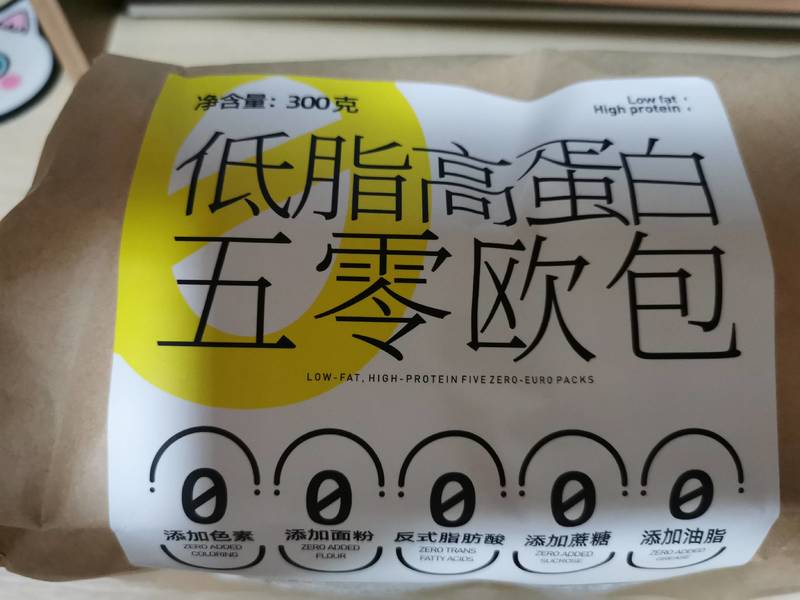 净含量：300克
Low fat
High protein
低脂高蛋白
五零欧包
LOW-FAT, HIGH-PROTEIN FIVE ZERO-EURO PACKS
0 0 0 0 0
添加色素 添加面粉 反式脂肪酸 添加蔗糖 添加油脂
ZERO ADDED ZERO ADDED ZERO TRANS ZERO ADDED ZERO ADDED
COLORING FLOUR FATTY ACIDS SUCROSE GREASE